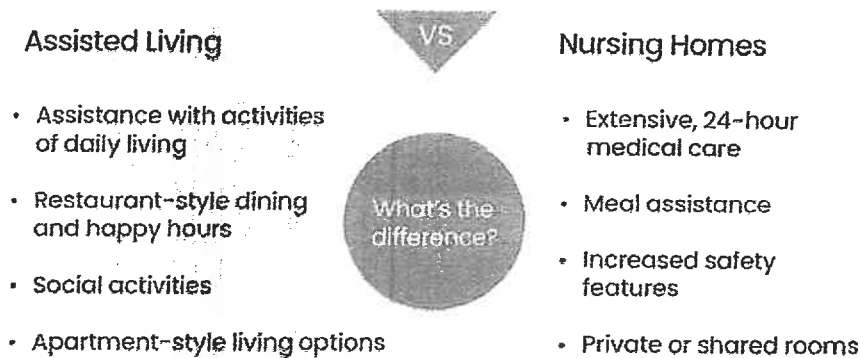 Assisted Living
• Assistance with activities
of daily living
• Restaurant-style dining
and happy hours
• Social activities
• Apartment-style living options
VS
What's the
difference?
Nursing Homes
• Extensive, 24-hour
medical care
• Meal assistance
• Increased safety
features
• Private or shared rooms